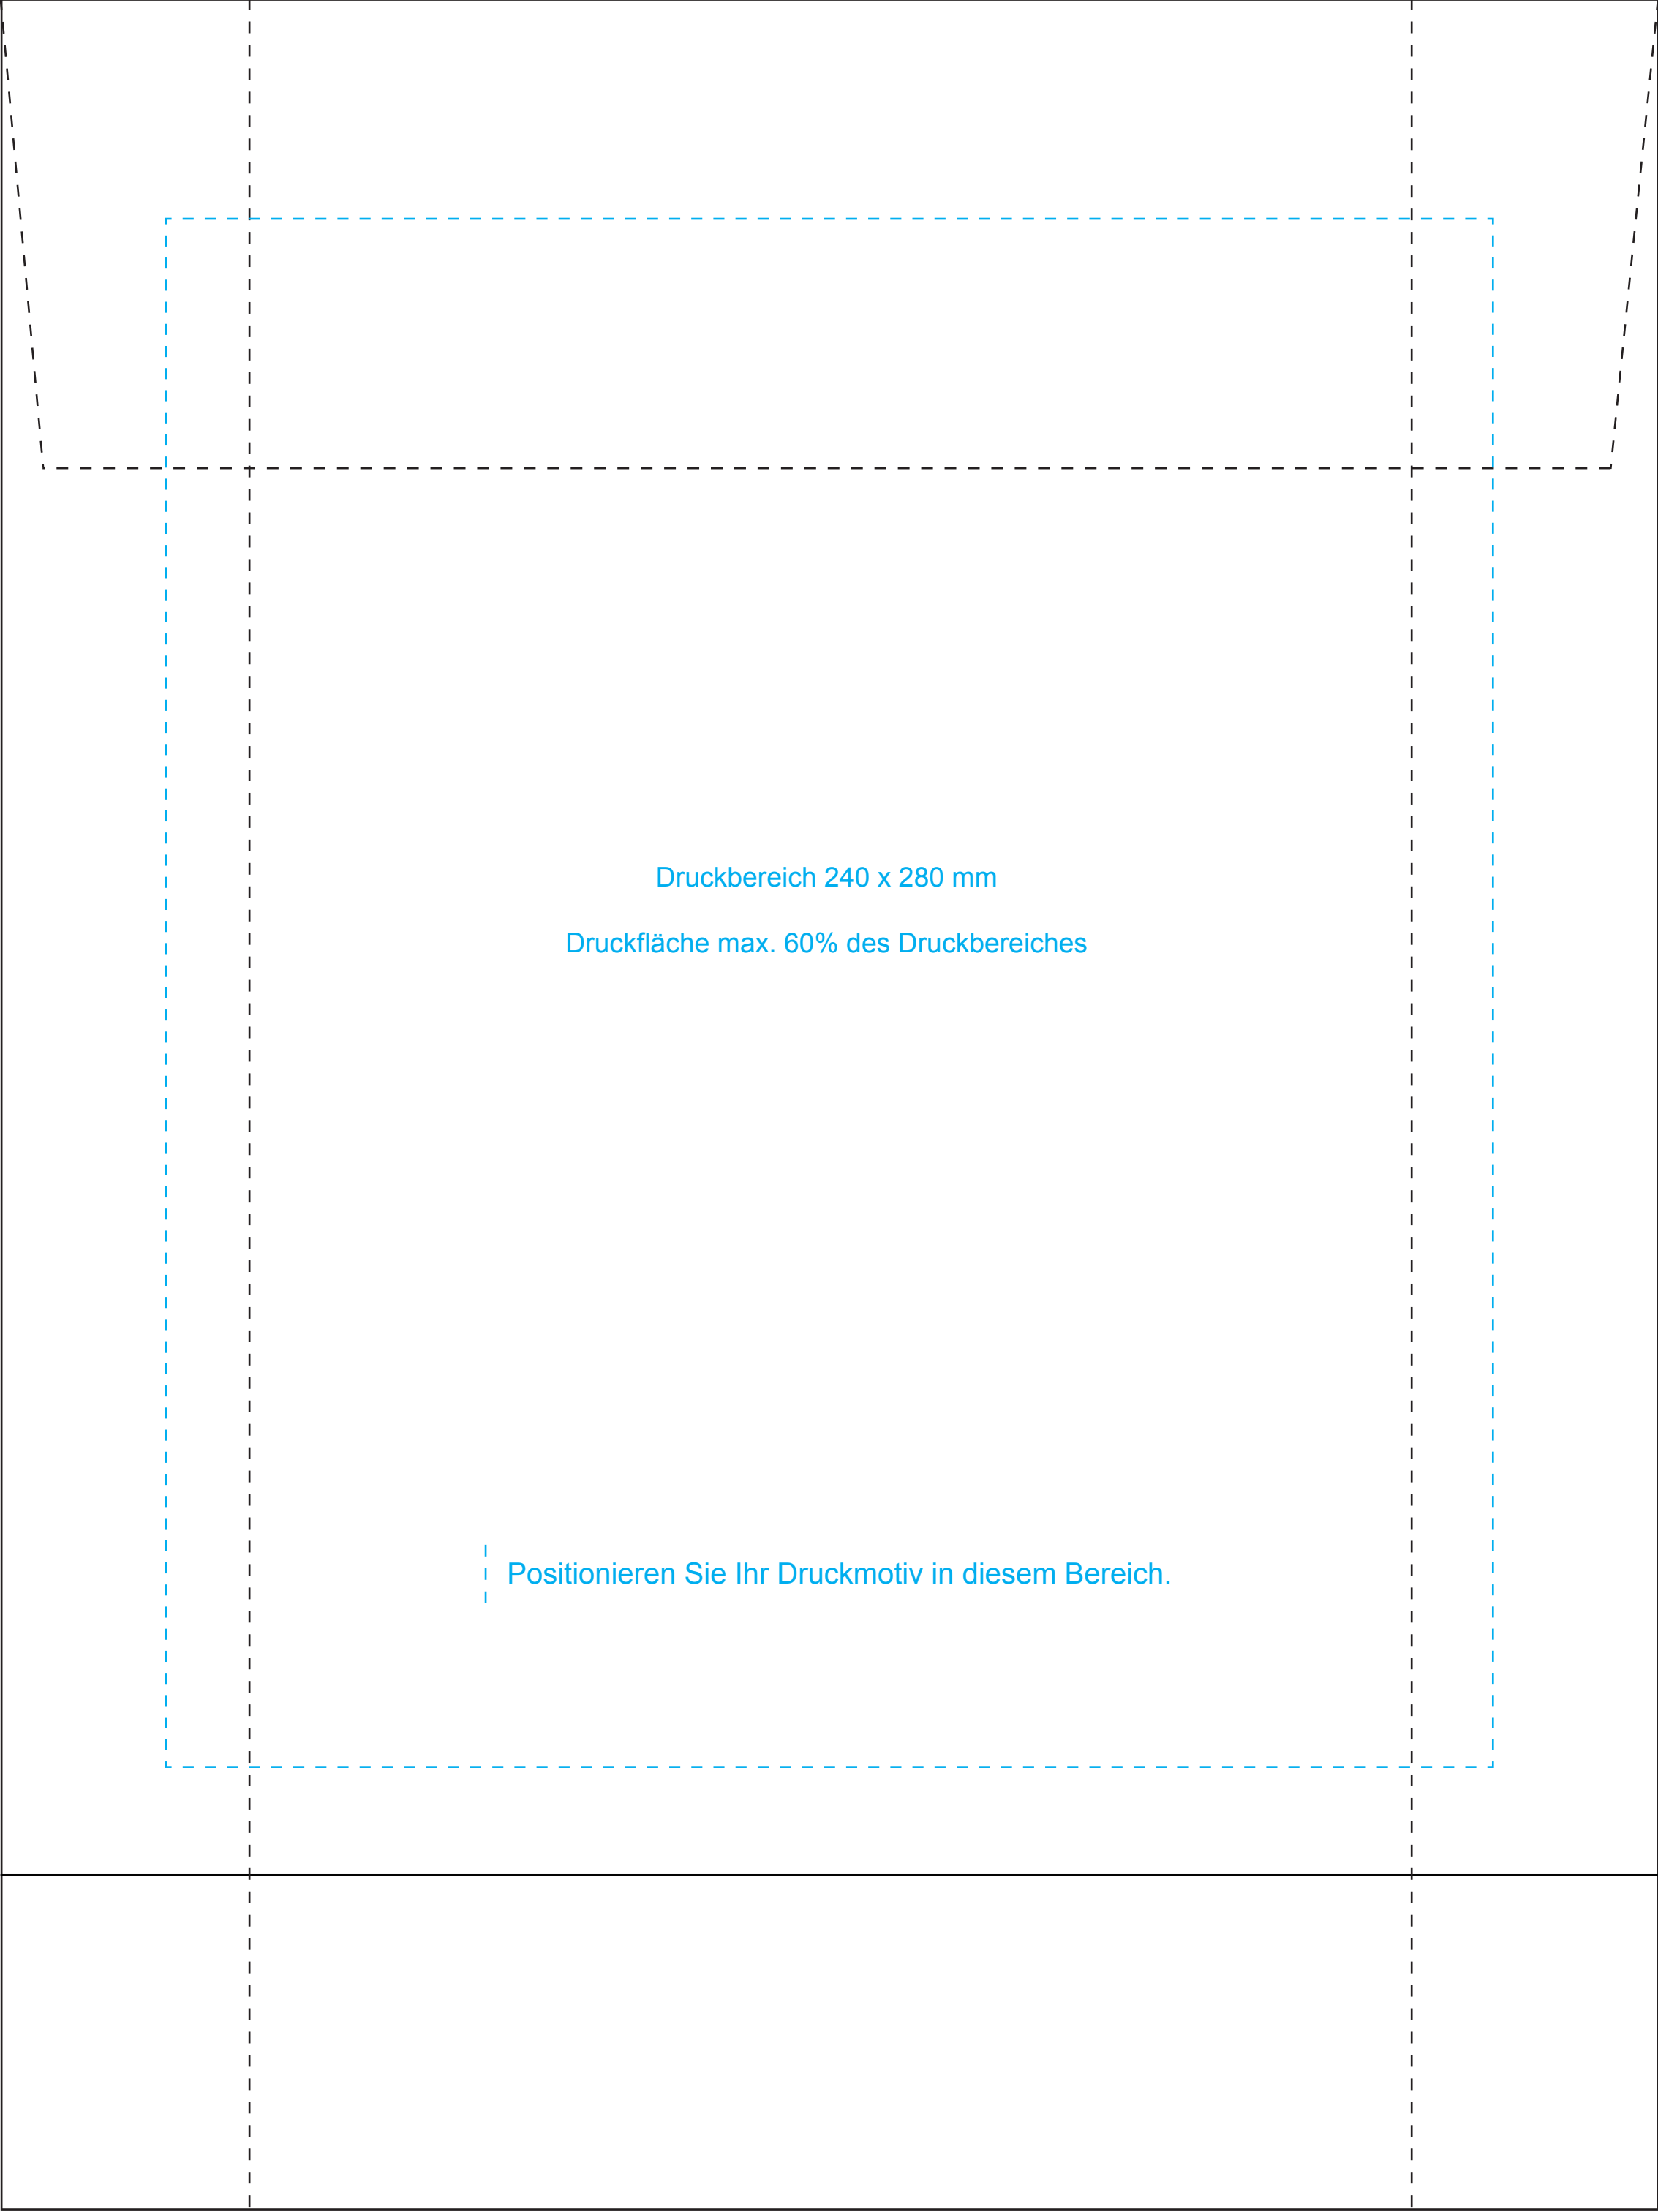 Druckbereich 240 x 280 mm
Druckfläche max. 60% des Druckbereiches
Positionieren Sie Ihr Druckmotiv in diesem Bereich.